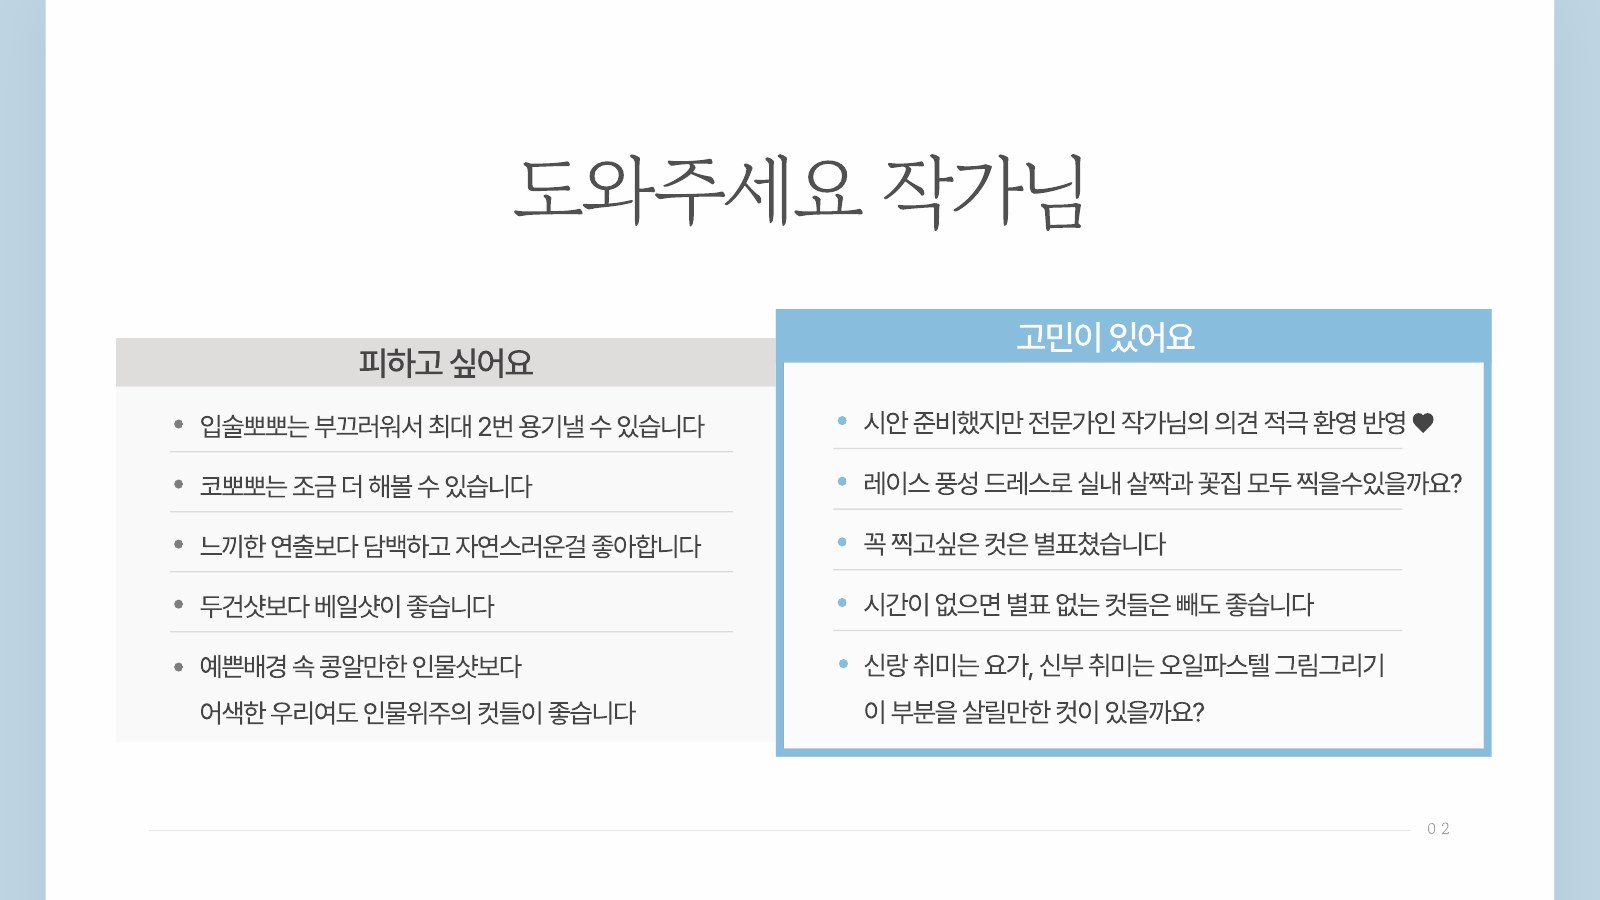 도와주세요 작가님
피하고 싶어요
입술뽀뽀는 부끄러워서 최대 2번 용기낼 수 있습니다
코뽀뽀는 조금 더 해볼 수 있습니다
느끼한 연출보다 담백하고 자연스러운걸 좋아합니다
두건샷보다 베일샷이 좋습니다
예쁜배경 속 콩알만한 인물샷보다
어색한 우리여도 인물위주의 컷들이 좋습니다
고민이 있어요
시안 준비했지만 전문가인 작가님의 의견 적극 환영 반영 ♥
레이스 풍성 드레스로 실내 살짝과 꽃집 모두 찍을수있을까요?
꼭 찍고싶은 컷은 별표쳤습니다
시간이 없으면 별표 없는 컷들은 빼도 좋습니다
신랑 취미는 요가, 신부 취미는 오일파스텔 그림그리기
이 부분을 살릴만한 컷이 있을까요?
02